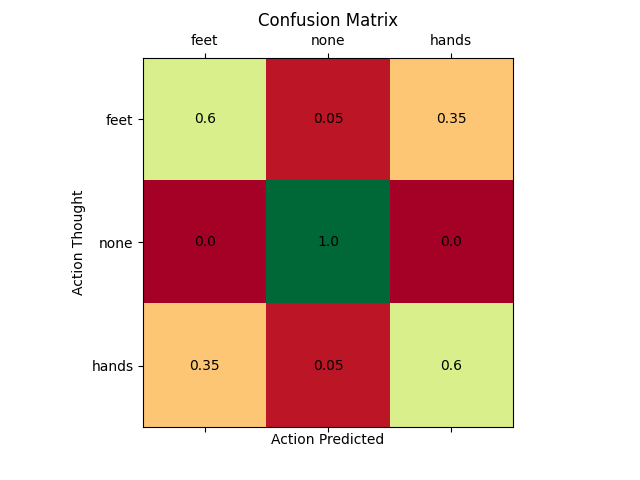 Confusion Matrix
feet none hands
feet 0.6 0.05 0.35
Action Thought
none 0.0 1.0 0.0
hands 0.35 0.05 0.6
Action Predicted